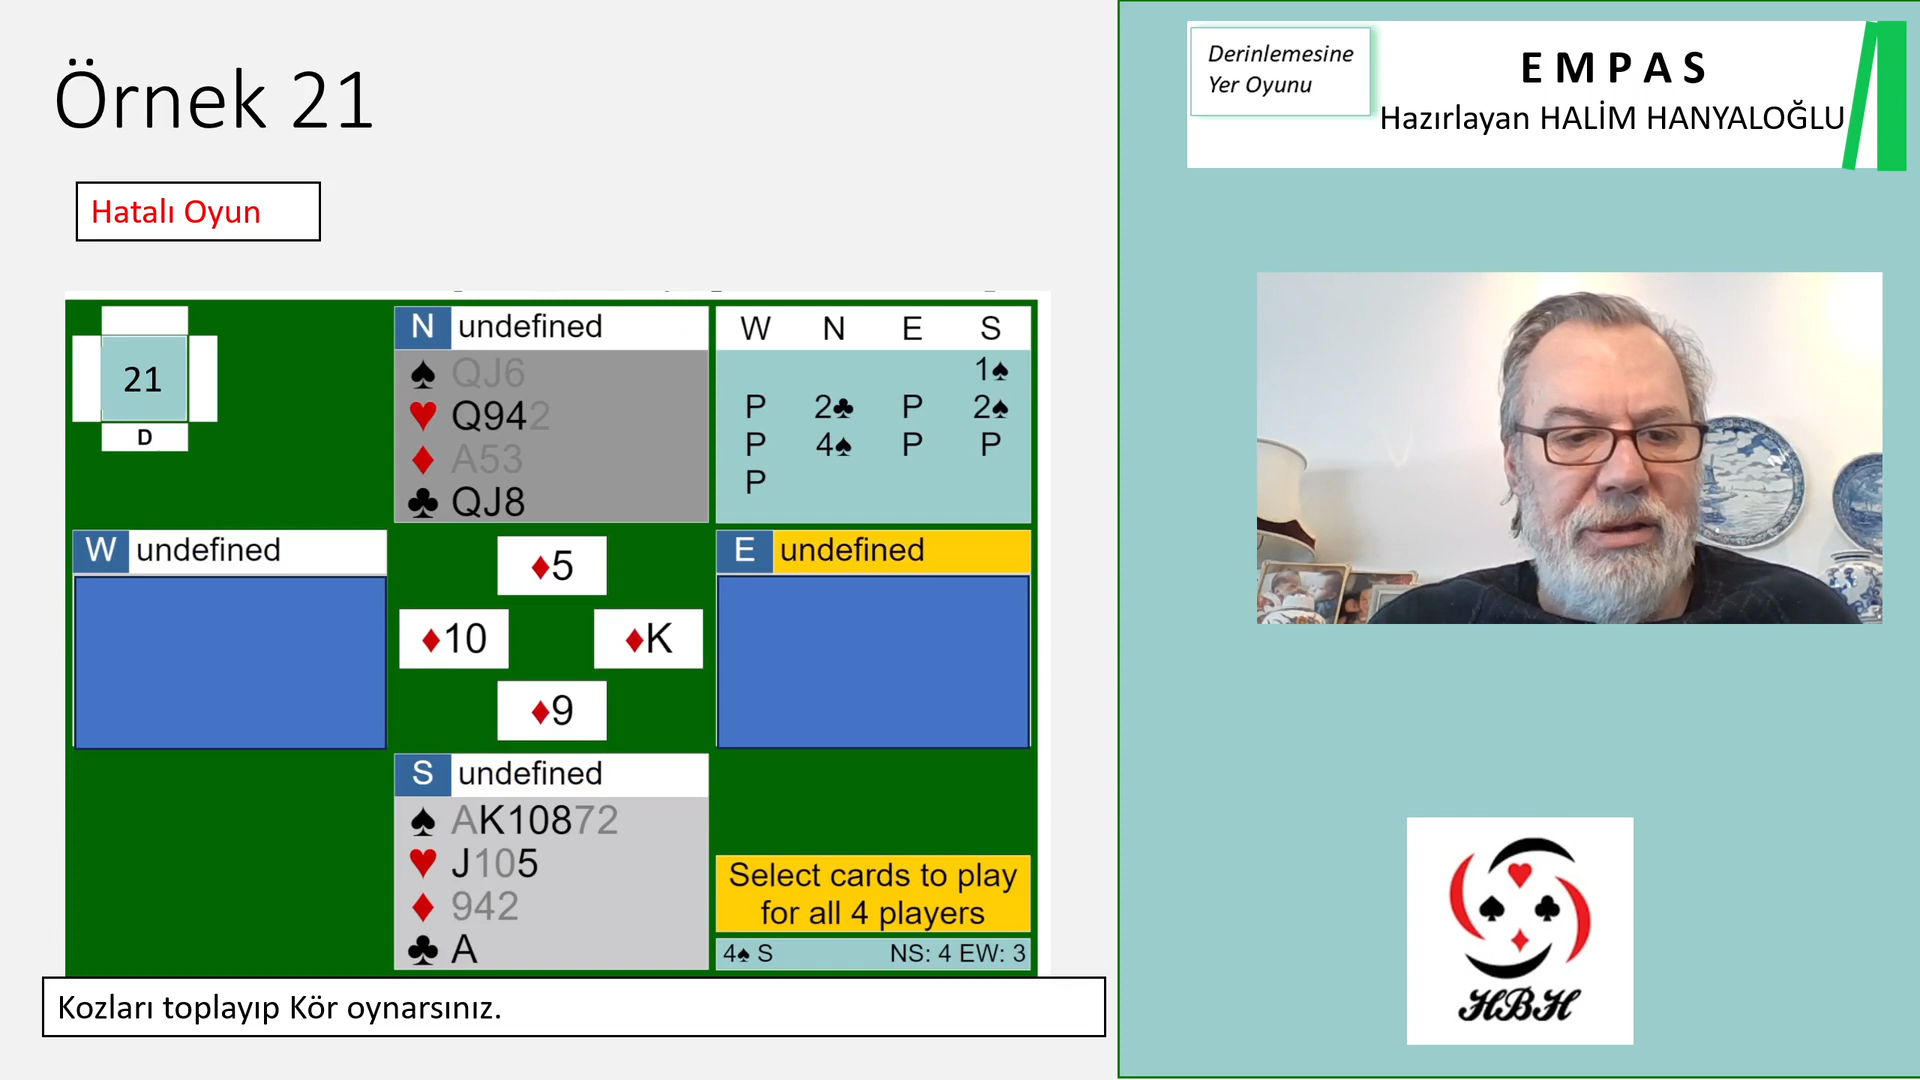 Örnek 21
Hatalı Oyun
21
D
N undefined
♠ QJ6
♥ Q942
♦ A53
♣ QJ8
W N E S
1♠
P 2♣ P 2♠
P 4♠ P P
P
W undefined
E undefined
♦5
♦10
♦K
♦9
S undefined
♠ AK10872
♥ J105
♦ 942
♣ A
Select cards to play
for all 4 players
4♠ S NS: 4 EW: 3
Kozları toplayıp Kör oynarsınız.
Derinlemesine
Yer Oyunu
EMPAS
Hazırlayan HALİM HANYALOĞLU
HBH